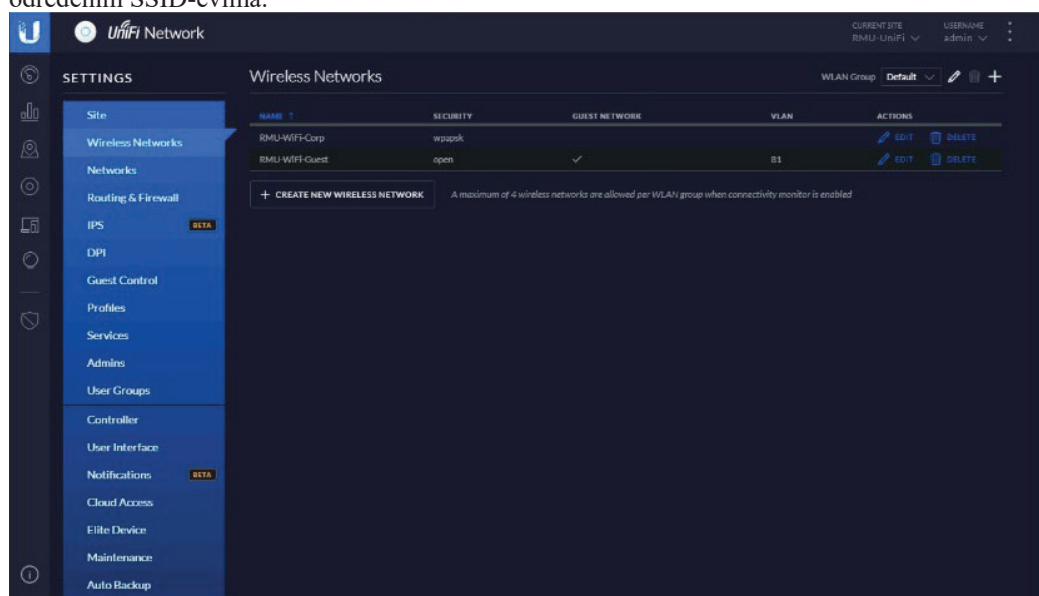 određenim SSID-evima.
UniFi Network
CURRENT SITE
RMU-UniFi
USERNAME
admin
SETTINGS
Wireless Networks
WLAN Group Default
Site
Wireless Networks
Networks
Routing & Firewall
IPS BETA
DPI
Guest Control
Profiles
Services
Admins
User Groups
Controller
User Interface
Notifications BETA
Cloud Access
Elite Device
Maintenance
Auto Backup
NAME ↑ SECURITY GUEST NETWORK VLAN ACTIONS
RMU-WiFi-Corp wpapsk EDIT DELETE
RMU-WiFi-Guest open ✓ 81 EDIT DELETE
+ CREATE NEW WIRELESS NETWORK A maximum of 4 wireless networks are allowed per WLAN group when connectivity monitor is enabled